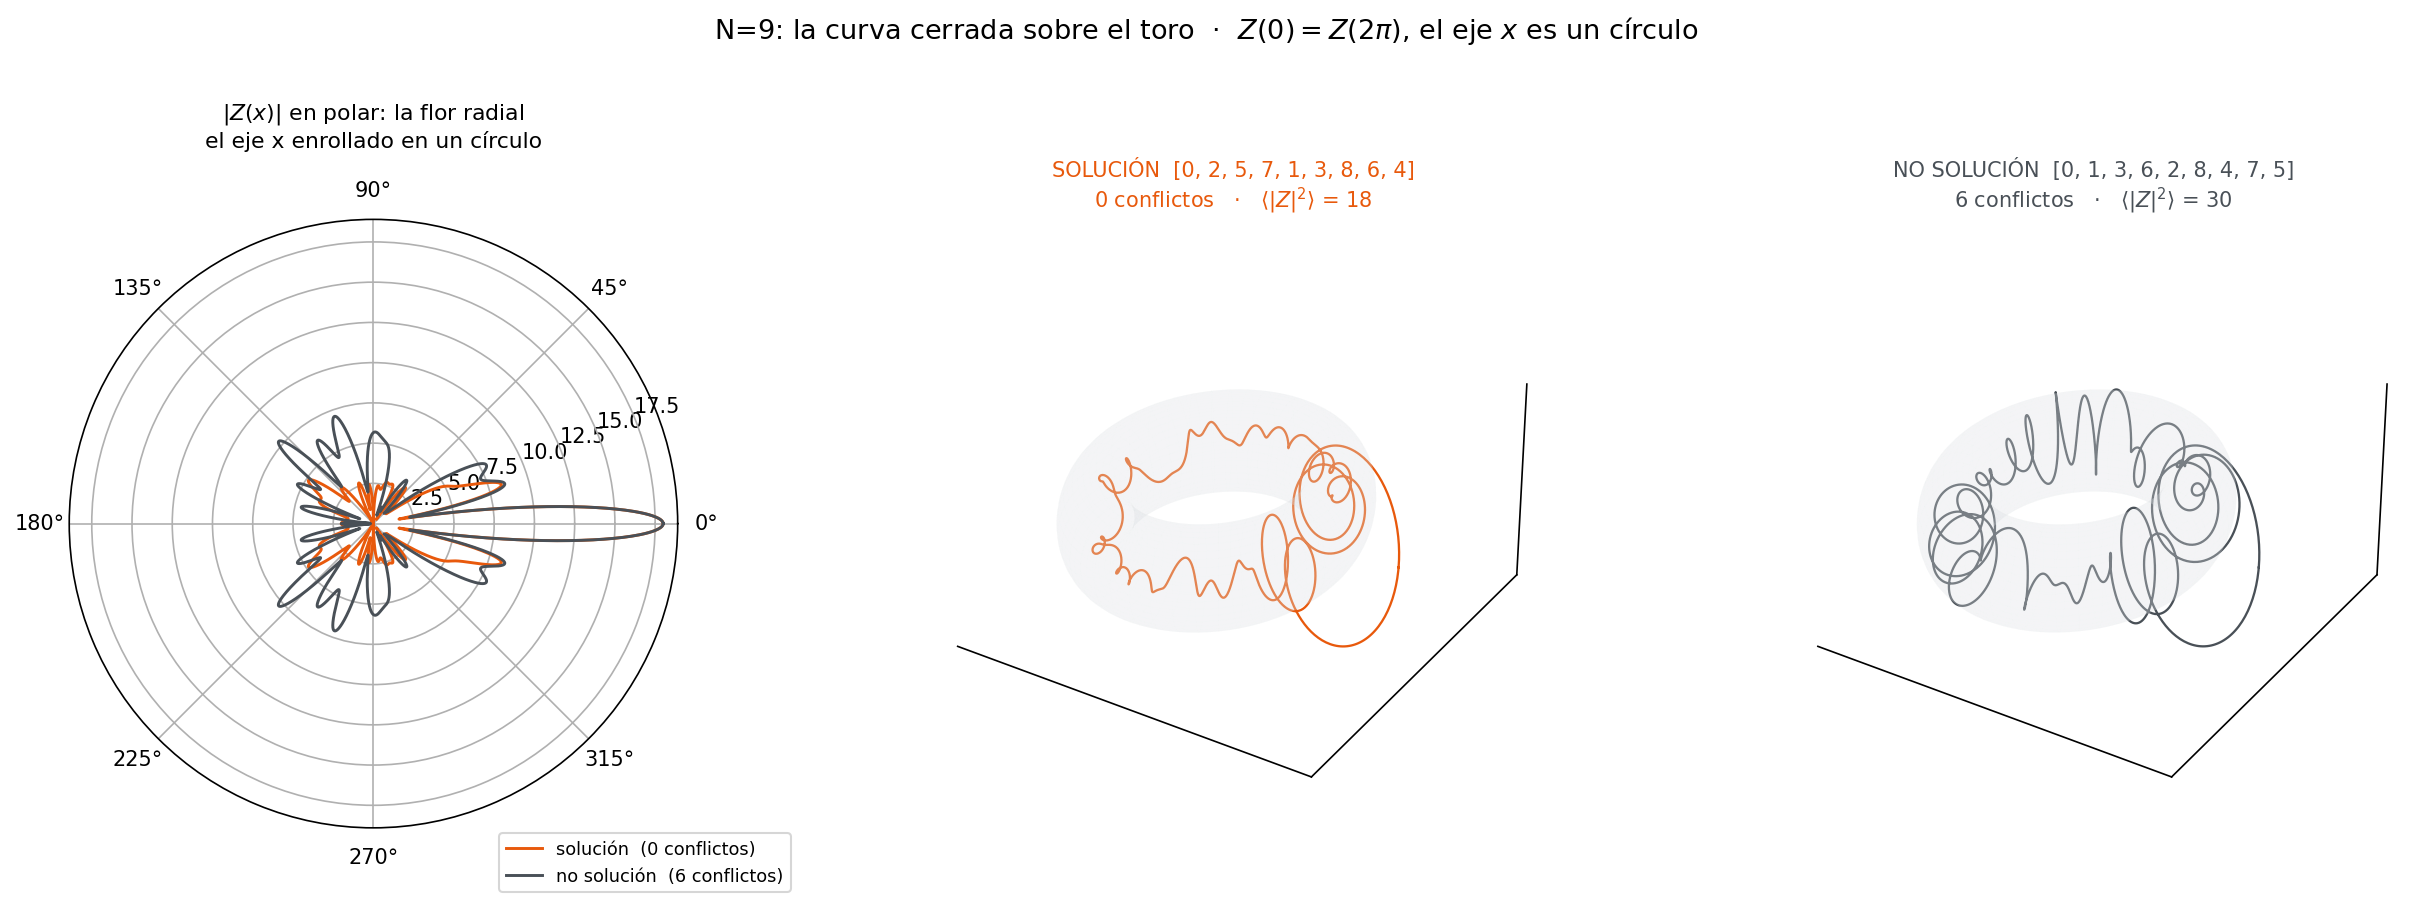 N=9: la curva cerrada sobre el toro · Z(0) = Z(2π), el eje x es un círculo
|Z(x)| en polar: la flor radial
el eje x enrollado en un círculo
90°
135°
45°
180°
0°
225°
315°
270°
2.5
5.0
7.5
10.0
12.5
15.0
17.5
solución (0 conflictos)
no solución (6 conflictos)
SOLUCIÓN [0, 2, 5, 7, 1, 3, 8, 6, 4]
0 conflictos · ⟨|Z|²⟩ = 18
NO SOLUCIÓN [0, 1, 3, 6, 2, 8, 4, 7, 5]
6 conflictos · ⟨|Z|²⟩ = 30